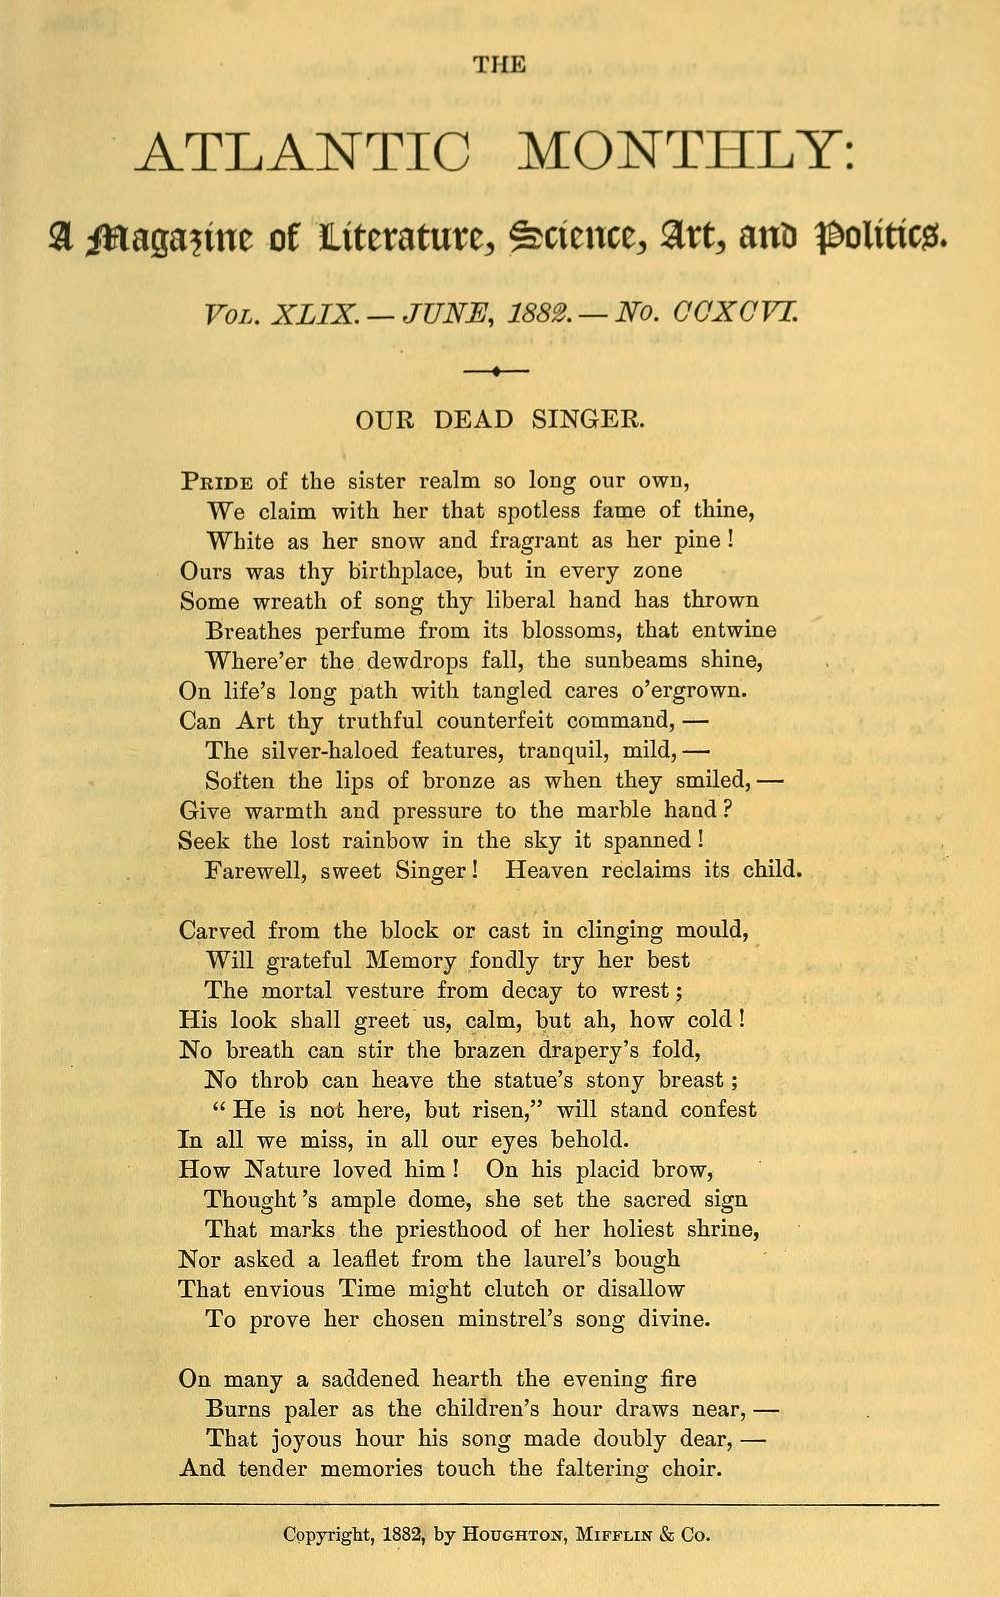 THE
ATLANTIC MONTHLY:
A Magazine of Literature, Science, Art, and Politics.
VOL. XLIX. — JUNE, 1882. — No. CCXCVI.
OUR DEAD SINGER.
PRIDE of the sister realm so long our own,
We claim with her that spotless fame of thine,
White as her snow and fragrant as her pine!
Ours was thy birthplace, but in every zone
Some wreath of song thy liberal hand has thrown
Breathes perfume from its blossoms, that entwine
Where'er the dewdrops fall, the sunbeams shine,
On life's long path with tangled cares o'ergrown.
Can Art thy truthful counterfeit command, —
The silver-haloed features, tranquil, mild, —
Soften the lips of bronze as when they smiled, —
Give warmth and pressure to the marble hand?
Seek the lost rainbow in the sky it spanned!
Farewell, sweet Singer! Heaven reclaims its child.
Carved from the block or cast in clinging mould,
Will grateful Memory fondly try her best
The mortal vesture from decay to wrest;
His look shall greet us, calm, but ah, how cold!
No breath can stir the brazen drapery's fold,
No throb can heave the statue's stony breast;
"He is not here, but risen," will stand confest
In all we miss, in all our eyes behold.
How Nature loved him! On his placid brow,
Thought's ample dome, she set the sacred sign
That marks the priesthood of her holiest shrine,
Nor asked a leaflet from the laurel's bough
That envious Time might clutch or disallow
To prove her chosen minstrel's song divine.
On many a saddened hearth the evening fire
Burns paler as the children's hour draws near, —
That joyous hour his song made doubly dear, —
And tender memories touch the faltering choir.
Copyright, 1882, by HOUGHTON, MIFFLIN & Co.